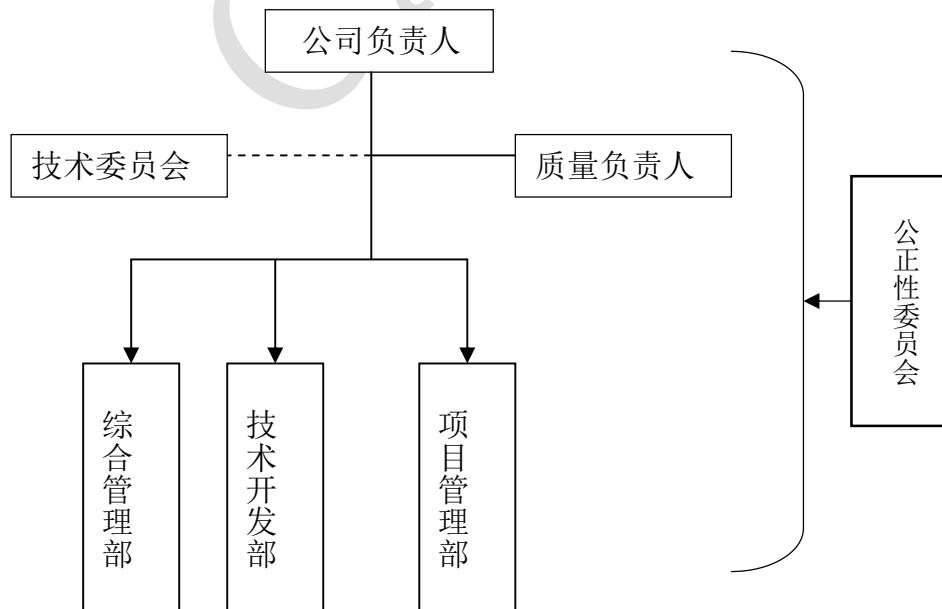 公司负责人
技术委员会
质量负责人
公正性委员会
综合管理部
技术开发部
项目管理部